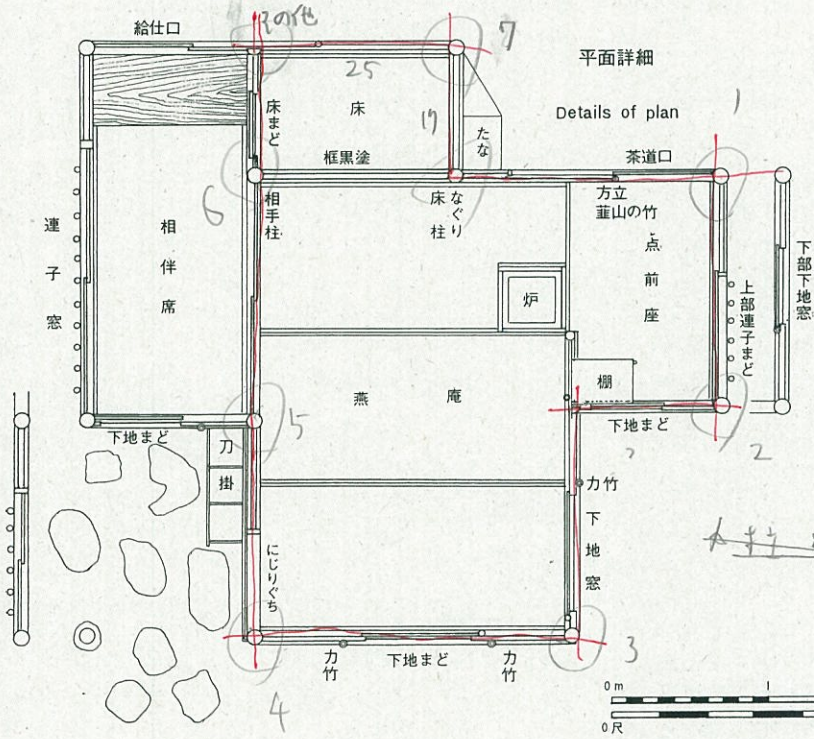 給仕口
その他
7
平面詳細
Details of plan
1
25
床
17
床まど
框黒塗
たな
茶道口
6
相手柱
なぐり
床柱
方立
韮山の竹
点前座
連子窓
相伴席
炉
上部連子まど
下部下地窓
燕庵
棚
下地まど
5
下地まど
2
刀掛
力竹
下地窓
にじりぐち
3
力竹
下地まど
力竹
4
0 m
1
0 尺